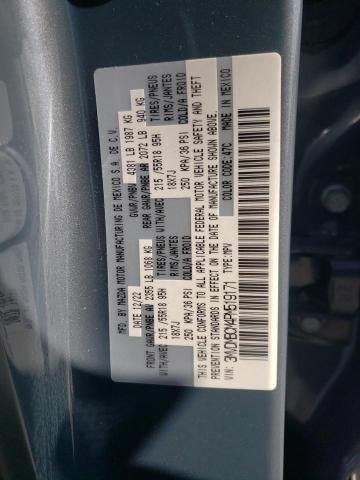 MFD BY MAZDA MOTOR MANUFACTURING DE MEXICO S.A. DE C.V.
DATE 12/22 GVWR/PNBV 4381 LB 1987 KG
FRONT GAWR/PNBE AV 2355 LB 1068 KG REAR GAWR/PNBE AR 2072 LB 940 KG
WITH/AVEC 215 /55R18 95H TIRES/PNEUS WITH/AVEC 215 /55R18 95H TIRES/PNEUS
18X7J RIMS/JANTES 18X7J RIMS/JANTES
250 KPA/36 PSI COLD/A FROID 250 KPA/36 PSI COLD/A FROID
THIS VEHICLE CONFORMS TO ALL APPLICABLE FEDERAL MOTOR VEHICLE SAFETY AND THEFT
PREVENTION STANDARDS IN EFFECT ON THE DATE OF MANUFACTURE SHOWN ABOVE.
VIN: TYPE: MPV COLOR CODE:47C MADE IN MEXICO